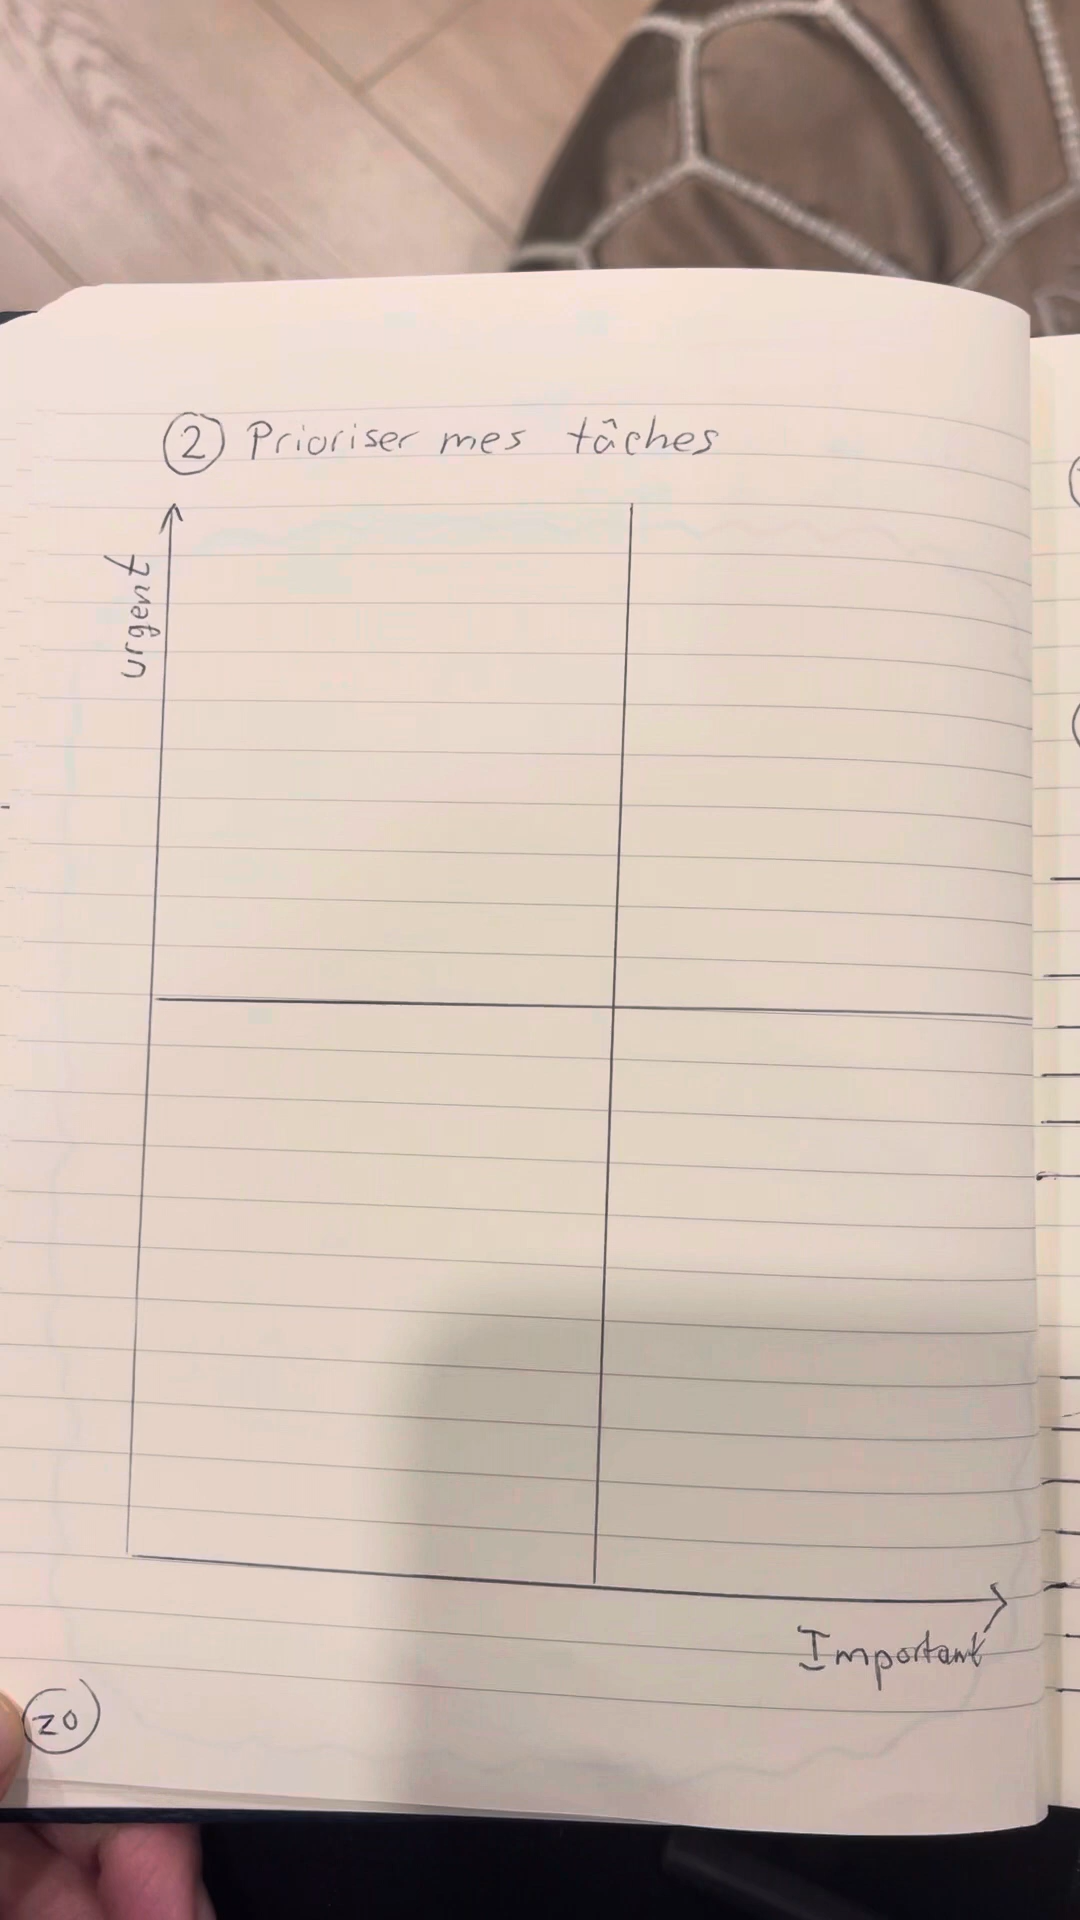 ② Prioriser mes tâches
urgent
Important
20